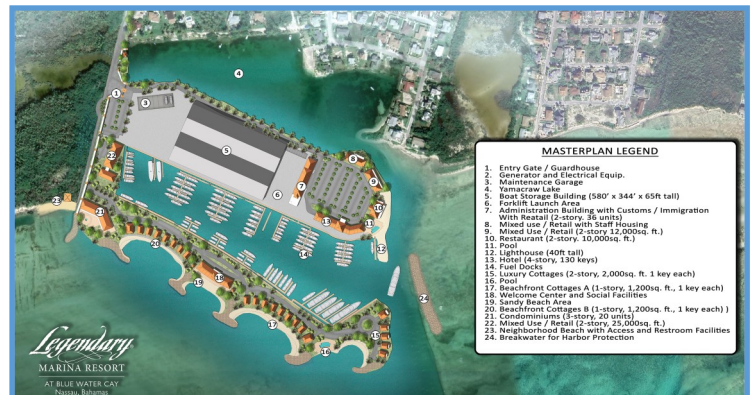 1
2
3
4
5
6
7
8
9
10
11
12
13
14
15
16
17
18
19
20
21
22
23
24
MASTERPLAN LEGEND
1. Entry Gate / Guardhouse
2. Generator and Electrical Equip.
3. Maintenance Garage
4. Yamacraw Lake
5. Boat Storage Building (580' x 344' x 65ft tall)
6. Forklift Launch Area
7. Administration Building with Customs / Immigration
With Reatail (2-story. 36 units)
8. Mixed use / Retail with Staff Housing
9. Mixed Use / Retail (2-story 12,000sq. ft.)
10. Restaurant (2-story. 10,000sq. ft.)
11. Pool
12. Lighthouse (40ft tall)
13. Hotel (4-story, 130 keys)
14. Fuel Docks
15. Luxury Cottages (2-story, 2,000sq. ft. 1 key each)
16. Pool
17. Beachfront Cottages A (1-story, 1,200sq. ft., 1 key each)
18. Welcome Center and Social Facilities
19. Sandy Beach Area
20. Beachfront Cottages B (1-story, 1,200sq. ft., 1 key each) )
21. Condominiums (3-story, 20 units)
22. Mixed Use / Retail (2-story, 25,000sq. ft.)
23. Neighborhood Beach with Access and Restroom Facilities
24. Breakwater for Harbor Protection
Legendary
MARINA RESORT
AT BLUE WATER CAY
Nassau, Bahamas